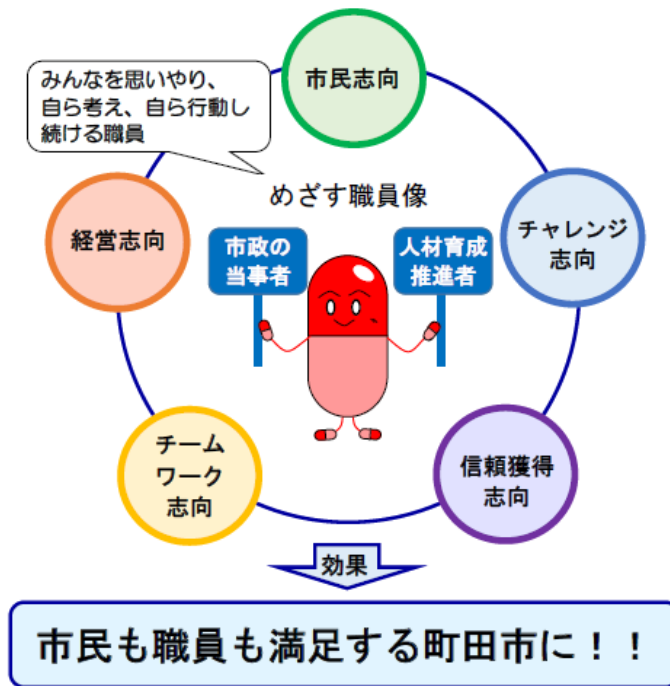 みんなを思いやり、
自ら考え、自ら行動し
続ける職員
市民志向
めざす職員像
経営志向
チャレンジ
志向
市政の
当事者
人材育成
推進者
チーム
ワーク
志向
信頼獲得
志向
効果
市民も職員も満足する町田市に！！